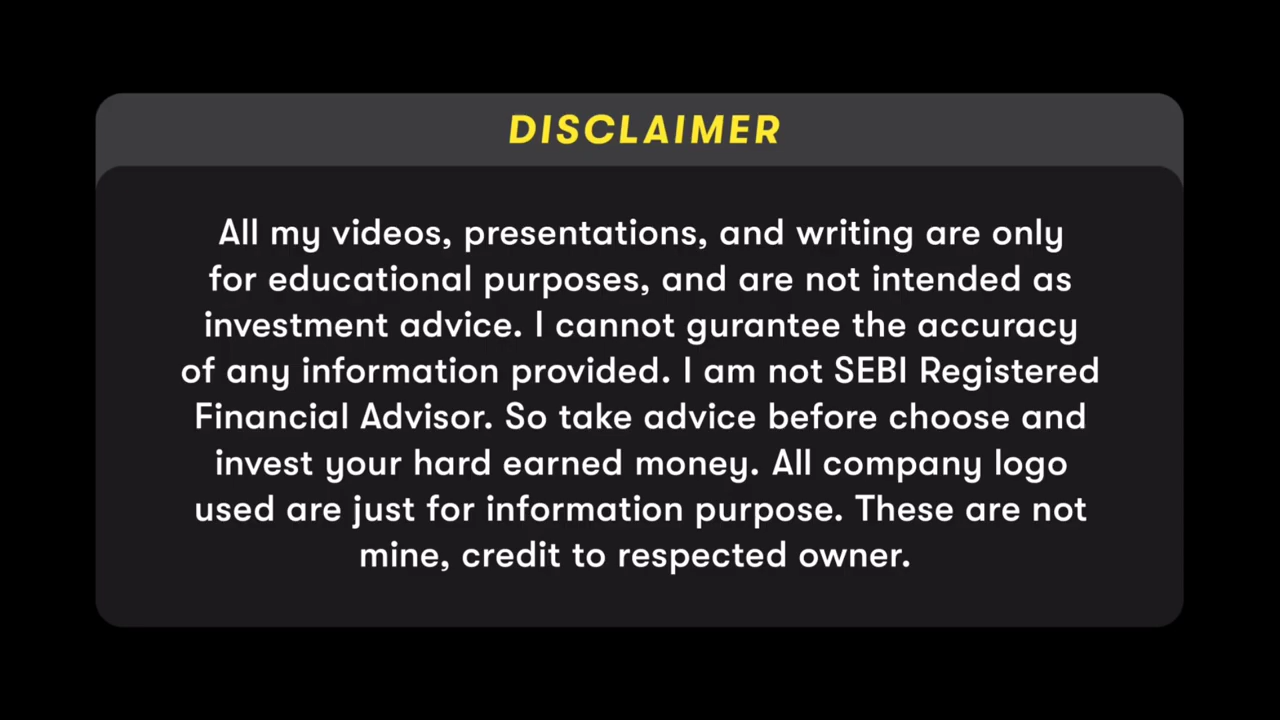 DISCLAIMER
All my videos, presentations, and writing are only
for educational purposes, and are not intended as
investment advice. I cannot gurantee the accuracy
of any information provided. I am not SEBI Registered
Financial Advisor. So take advice before choose and
invest your hard earned money. All company logo
used are just for information purpose. These are not
mine, credit to respected owner.